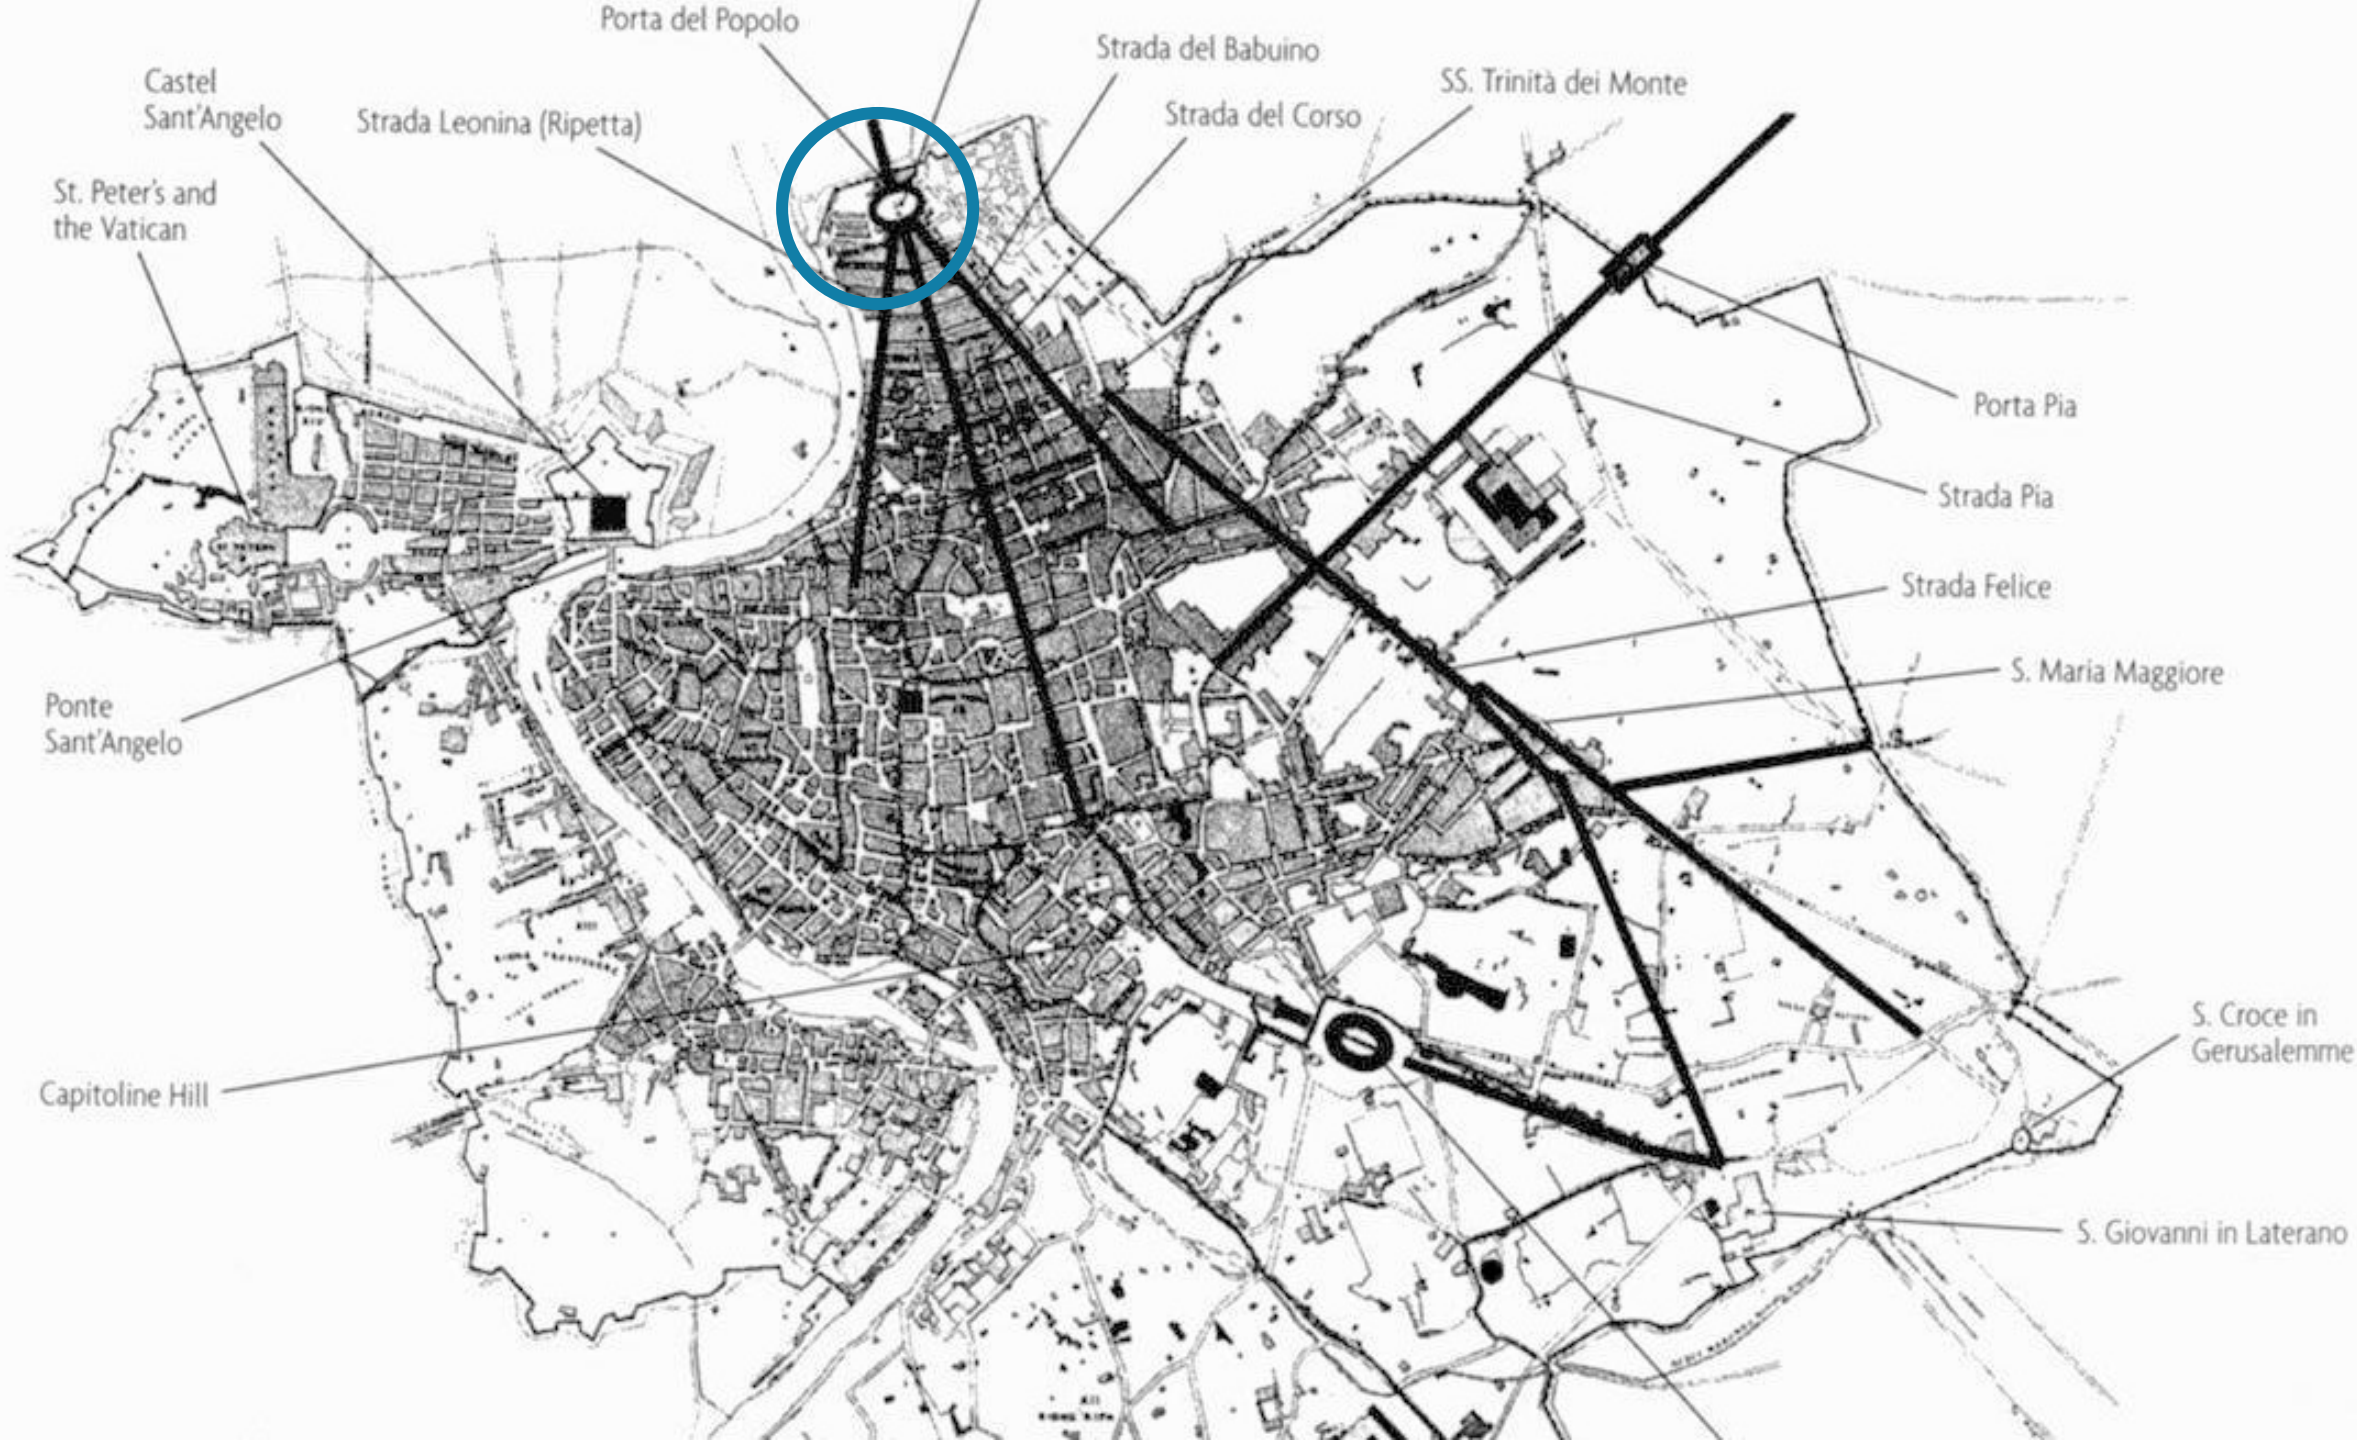 Porta del Popolo
Strada del Babuino
Castel
Sant'Angelo
Strada Leonina (Ripetta)
Strada del Corso
SS. Trinità dei Monte
St. Peter's and
the Vatican
Porta Pia
Strada Pia
Strada Felice
S. Maria Maggiore
Ponte
Sant'Angelo
S. Croce in
Gerusalemme
Capitoline Hill
S. Giovanni in Laterano